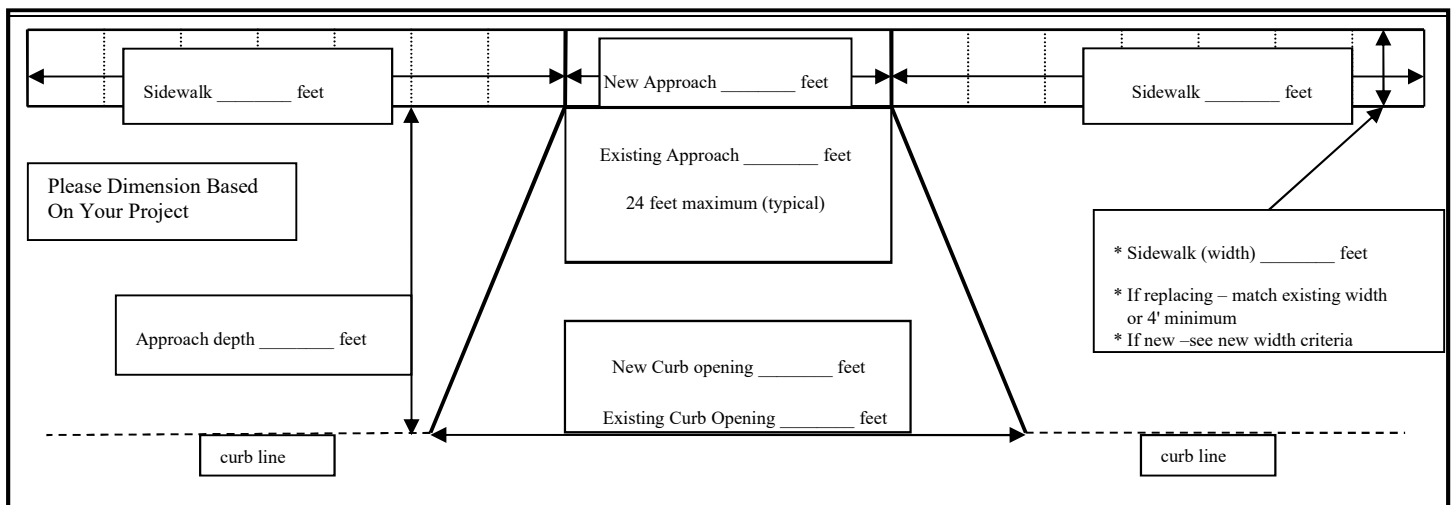 Sidewalk ________ feet
New Approach ________ feet
Sidewalk ________ feet
Existing Approach ________ feet
24 feet maximum (typical)
Please Dimension Based
On Your Project
* Sidewalk (width) ________ feet
* If replacing – match existing width
or 4' minimum
* If new –see new width criteria
Approach depth ________ feet
New Curb opening ________ feet
Existing Curb Opening ________ feet
curb line
curb line